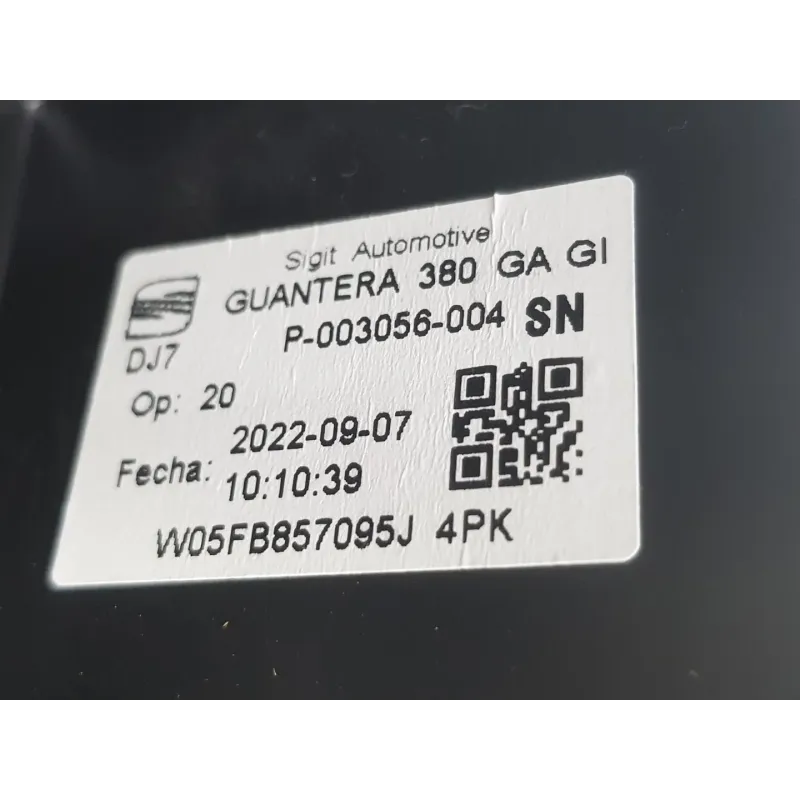 Sigit Automotive
GUANTERA 380 GA GI
P-003056-004 SN
DJ7
Op: 20
2022-09-07
Fecha: 10:10:39
W05FB857095J 4PK